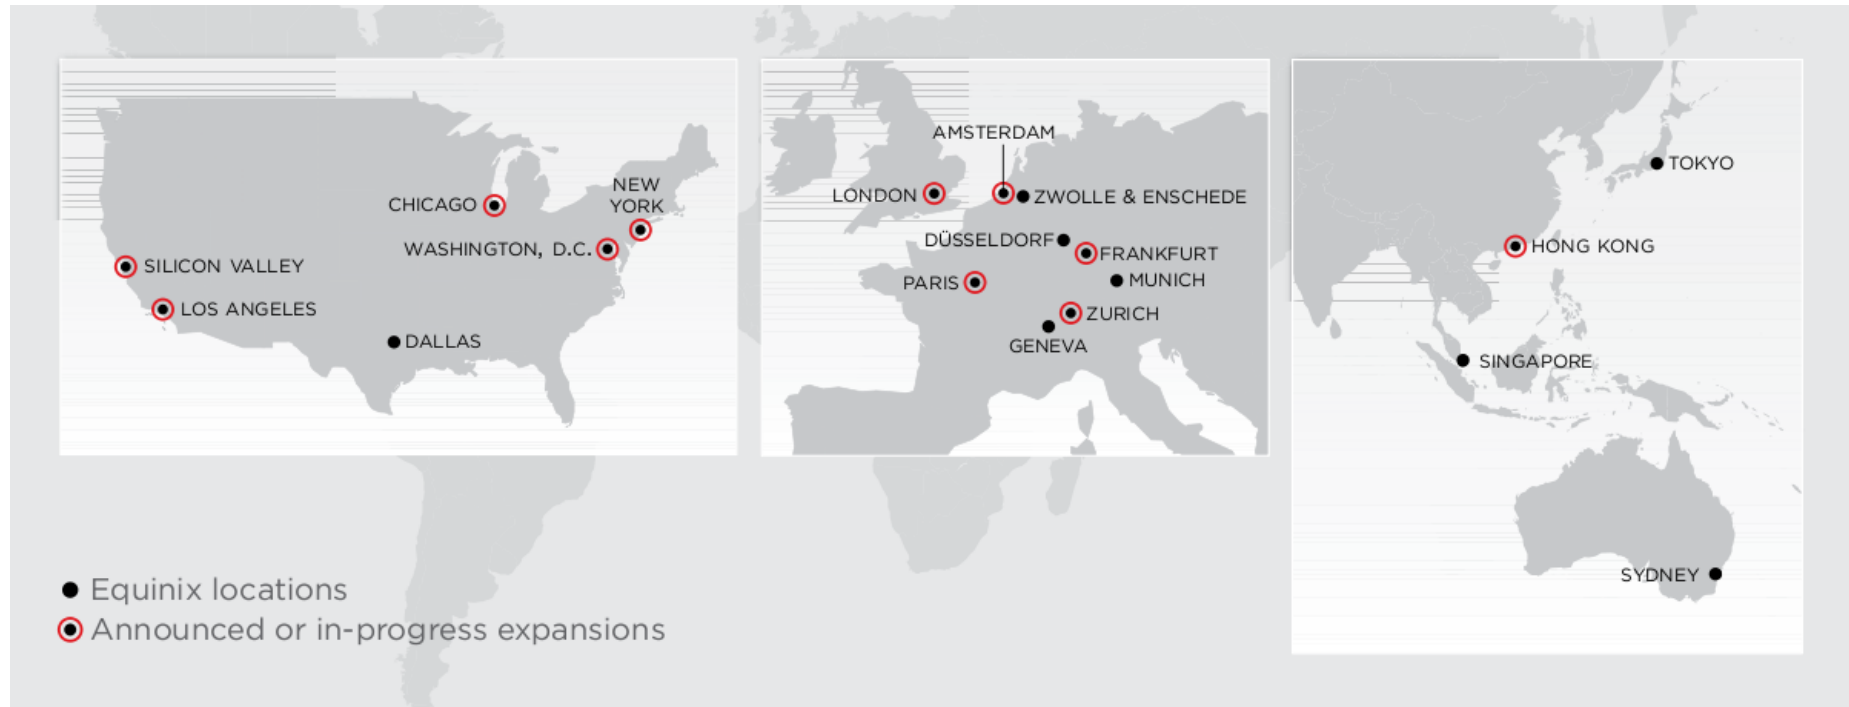 CHICAGO
NEW
YORK
WASHINGTON, D.C.
SILICON VALLEY
LOS ANGELES
DALLAS
AMSTERDAM
LONDON
ZWOLLE & ENSCHEDE
DÜSSELDORF
FRANKFURT
PARIS
MUNICH
ZURICH
GENEVA
TOKYO
HONG KONG
SINGAPORE
SYDNEY
Equinix locations
Announced or in-progress expansions